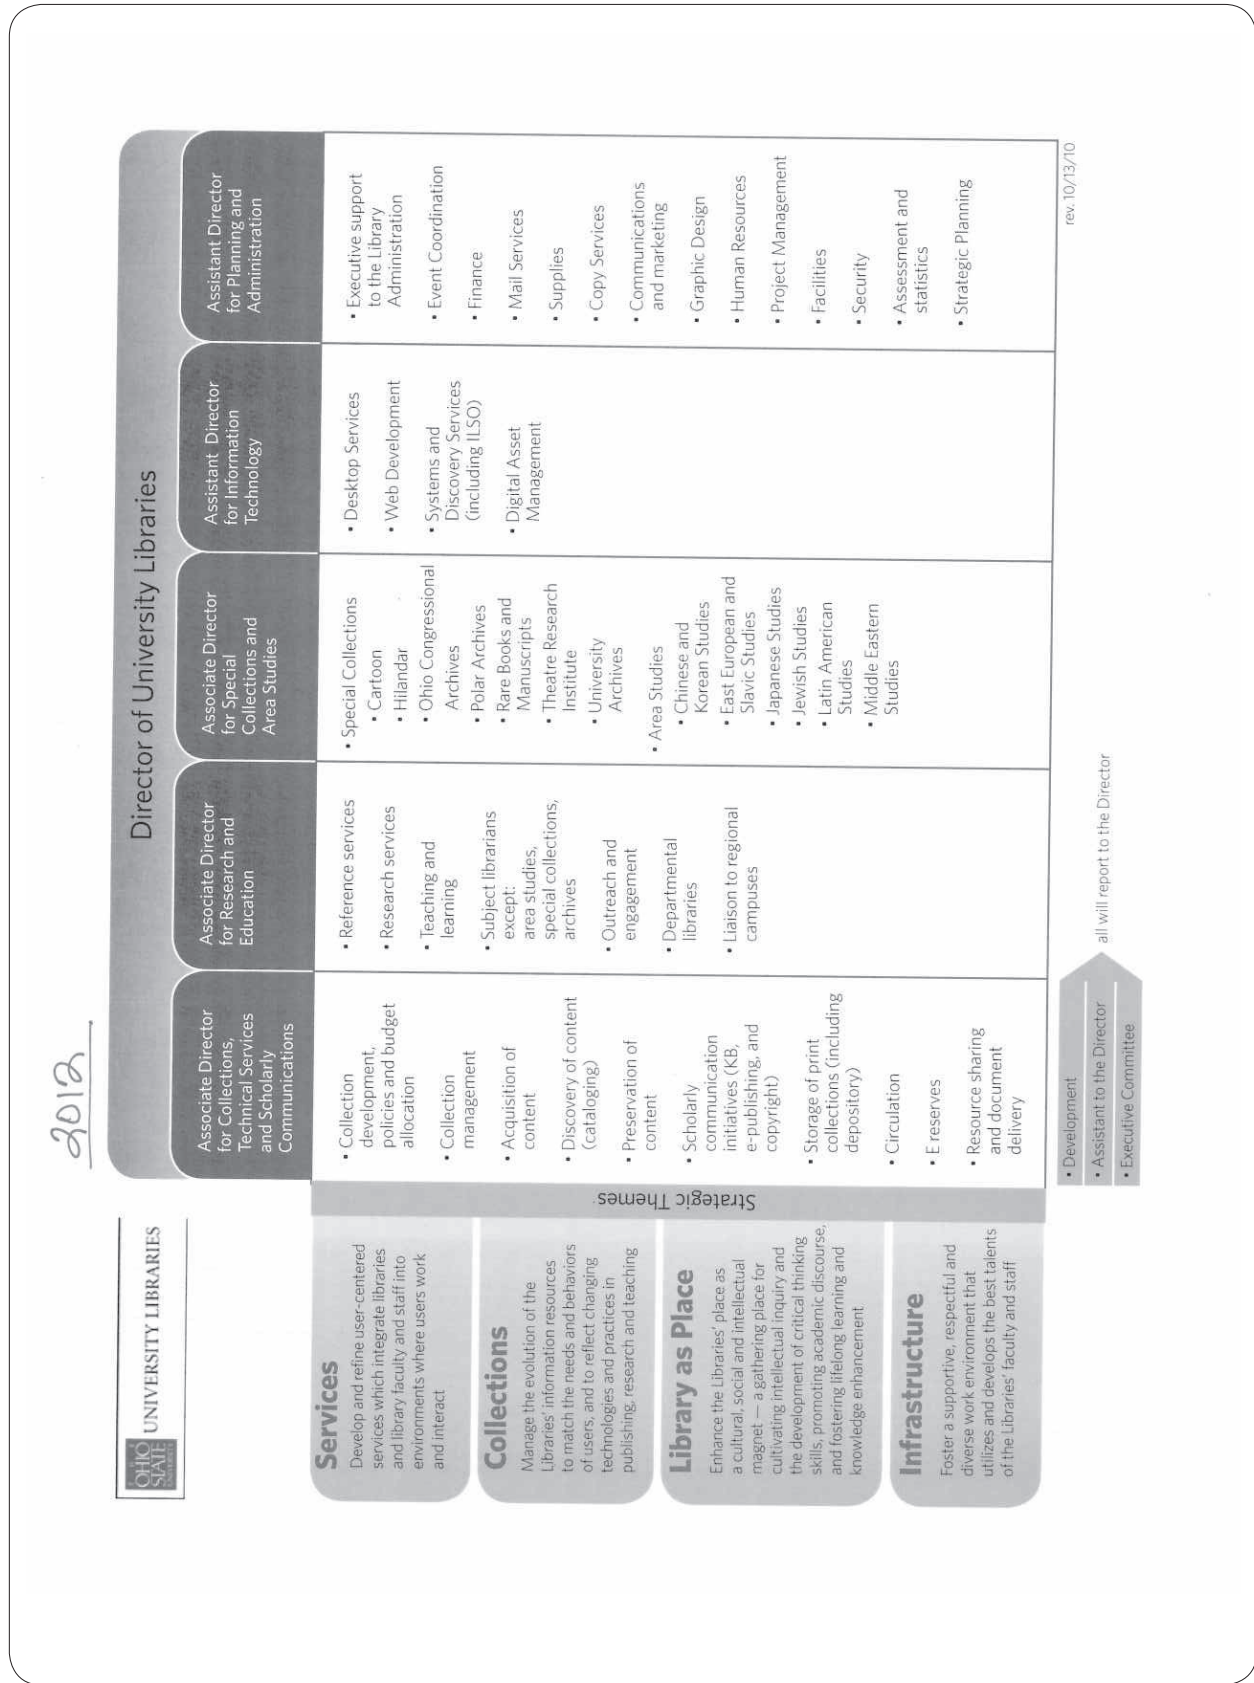 2012
THE
OHIO
STATE
UNIVERSITY
UNIVERSITY LIBRARIES
Director of University Libraries
Associate Director
for Collections,
Technical Services
and Scholarly
Communications
Associate Director
for Research and
Education
Associate Director
for Special
Collections and
Area Studies
Assistant Director
for Information
Technology
Assistant Director
for Planning and
Administration
Services
Develop and refine user-centered
services which integrate libraries
and library faculty and staff into
environments where users work
and interact
Collections
Manage the evolution of the
Libraries' information resources
to match the needs and behaviors
of users, and to reflect changing
technologies and practices in
publishing, research and teaching
Library as Place
Enhance the Libraries' place as
a cultural, social and intellectual
magnet — a gathering place for
cultivating intellectual inquiry and
the development of critical thinking
skills, promoting academic discourse,
and fostering lifelong learning and
knowledge enhancement
Infrastructure
Foster a supportive, respectful and
diverse work environment that
utilizes and develops the best talents
of the Libraries' faculty and staff
Strategic Themes
• Collection
development,
policies and budget
allocation
• Collection
management
• Acquisition of
content
• Discovery of content
(cataloging)
• Preservation of
content
• Scholarly
communication
initiatives (KB,
e-publishing, and
copyright)
• Storage of print
collections (including
depository)
• Circulation
• E reserves
• Resource sharing
and document
delivery
• Reference services
• Research services
• Teaching and
learning
• Subject librarians
except:
area studies,
special collections,
archives
• Outreach and
engagement
• Departmental
libraries
• Liaison to regional
campuses
• Special Collections
• Cartoon
• Hilandar
• Ohio Congressional
Archives
• Polar Archives
• Rare Books and
Manuscripts
• Theatre Research
Institute
• University
Archives
• Area Studies
• Chinese and
Korean Studies
• East European and
Slavic Studies
• Japanese Studies
• Jewish Studies
• Latin American
Studies
• Middle Eastern
Studies
• Desktop Services
• Web Development
• Systems and
Discovery Services
(including ILSO)
• Digital Asset
Management
• Executive support
to the Library
Administration
• Event Coordination
• Finance
• Mail Services
• Supplies
• Copy Services
• Communications
and marketing
• Graphic Design
• Human Resources
• Project Management
• Facilities
• Security
• Assessment and
statistics
• Strategic Planning
• Development
• Assistant to the Director
• Executive Committee
all will report to the Director
rev. 10/13/10